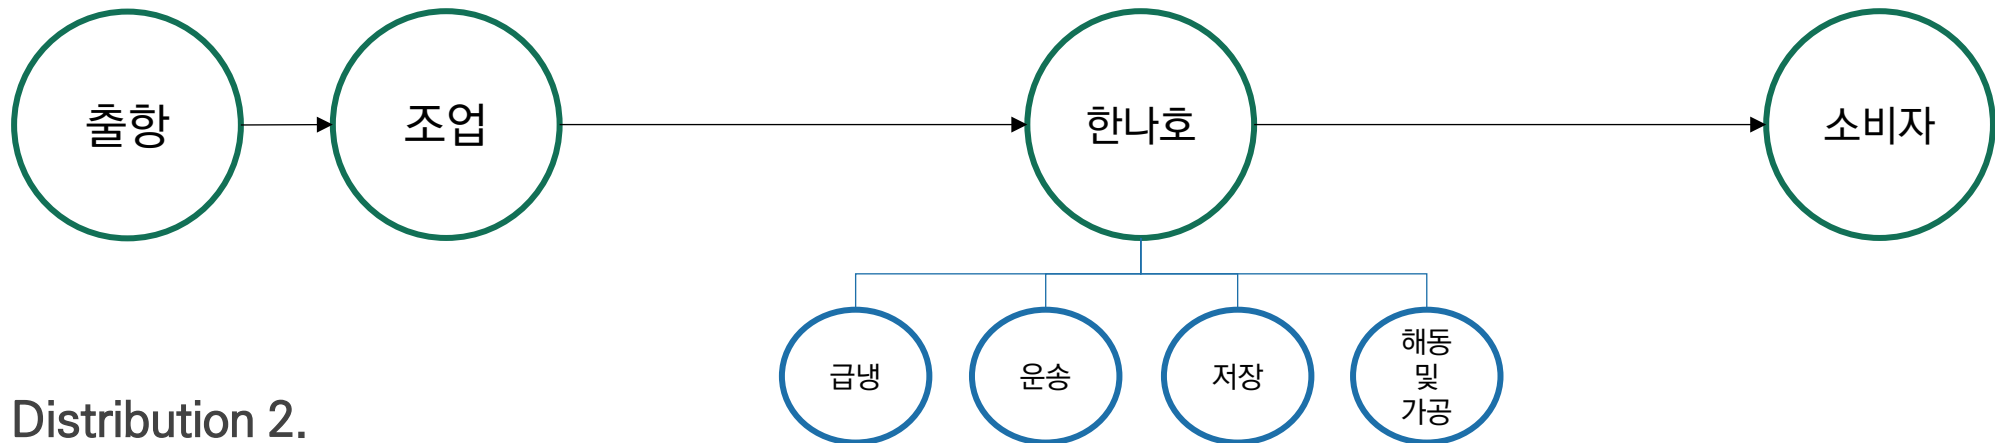 출항
조업
한나호
소비자
급냉
운송
저장
해동
및
가공
Distribution 2.